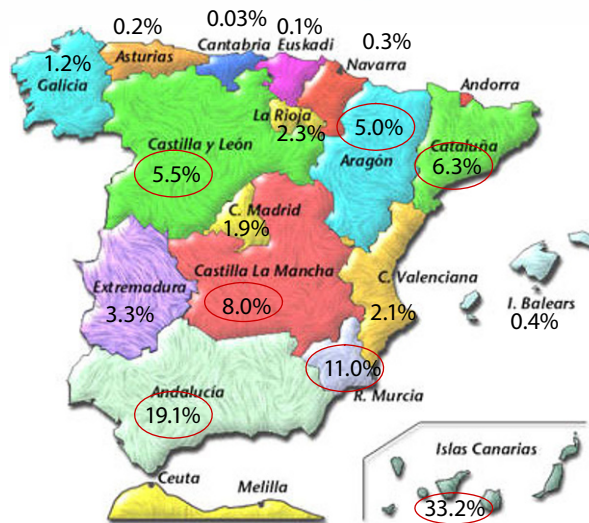 0.03%
0.1%
0.2%
0.3%
Cantabria
Euskadi
Asturias
1.2%
Navarra
Galicia
Andorra
La Rioja
2.3%
5.0%
Castilla y León
Cataluña
Aragón
6.3%
5.5%
C. Madrid
1.9%
Castilla La Mancha
C. Valenciana
Extremadura
3.3%
8.0%
2.1%
I. Balears
0.4%
11.0%
Andalucía
R. Murcia
19.1%
Islas Canarias
Ceuta
Melilla
33.2%